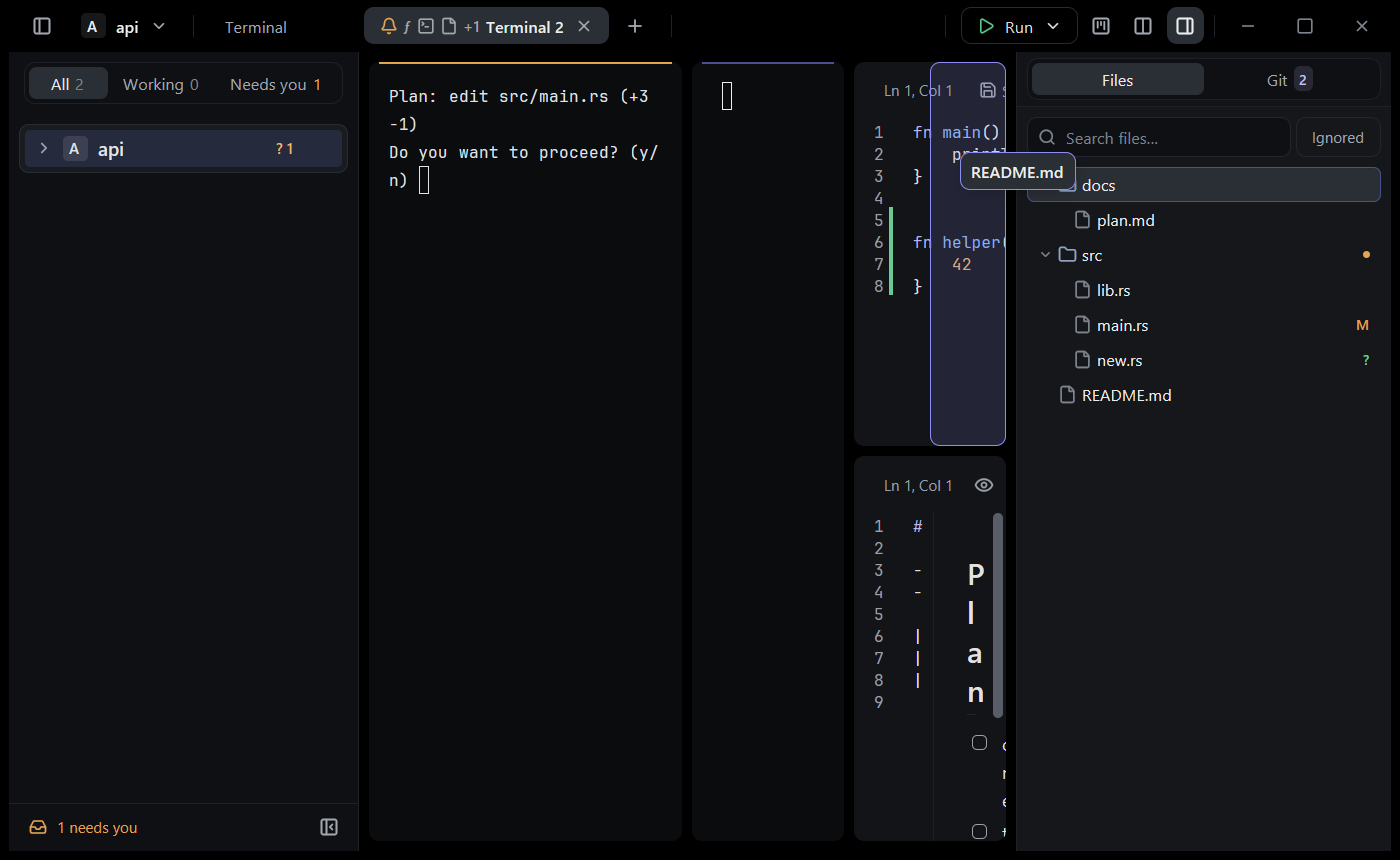 A api
Terminal
ƒ +1 Terminal 2
Run
All 2
Working 0
Needs you 1
A api
? 1
1 needs you
Plan: edit src/main.rs (+3
-1)
Do you want to proceed? (y/
n)
Ln 1, Col 1
1 fn main()
2
3 }
4
5
6 fn helper(
7 42
8 }
README.md
Ln 1, Col 1
1 #
2
3 -
4 -
5
6 |
7 |
8 |
9
P
l
a
n
Files
Git 2
Search files...
Ignored
docs
plan.md
src
lib.rs
main.rs M
new.rs ?
README.md